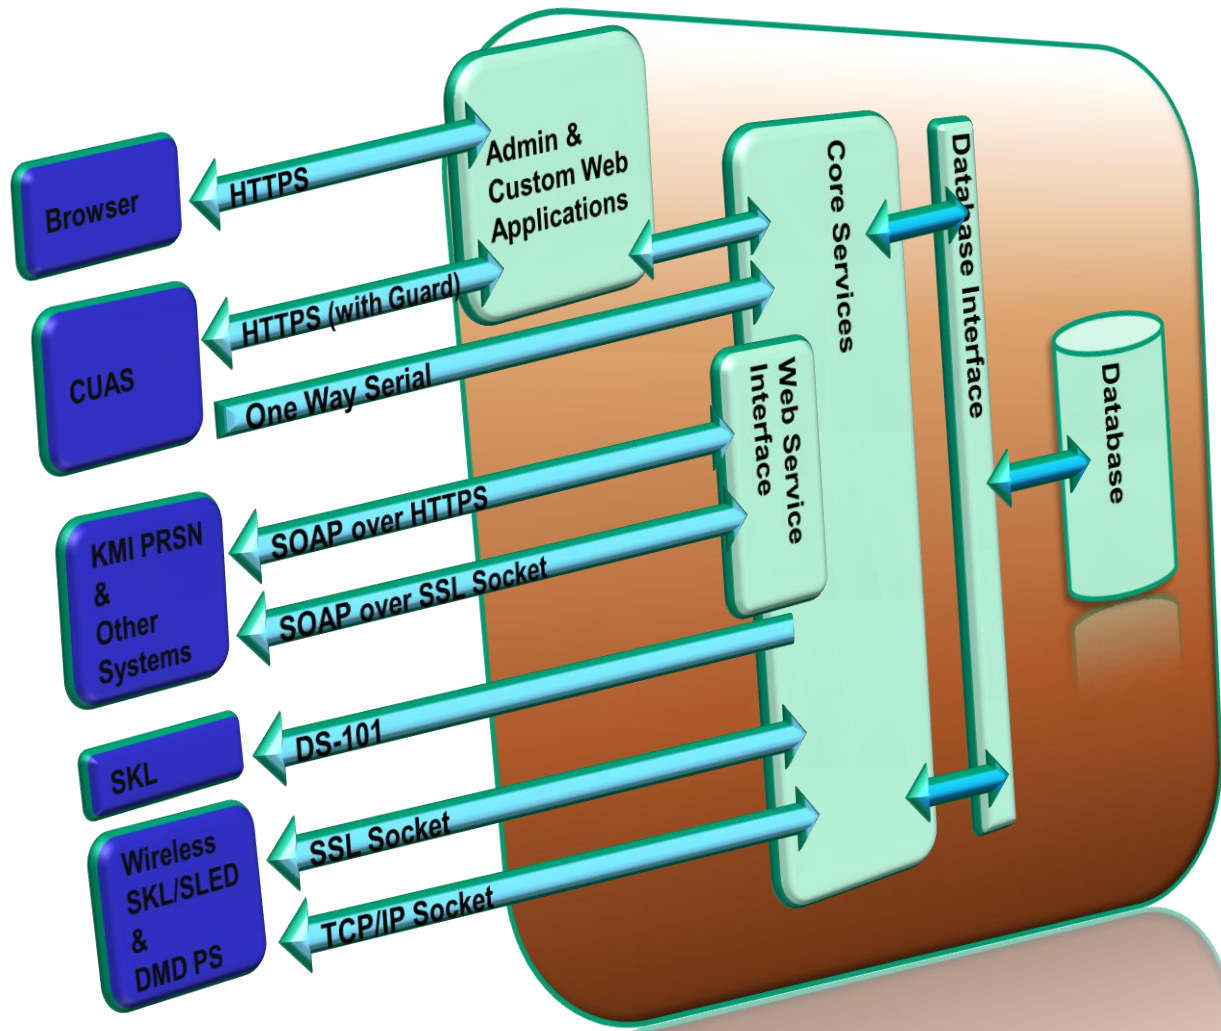 Browser
HTTPS
Admin &
Custom Web
Applications
CUAS
HTTPS (with Guard)
One Way Serial
Core Services
Database Interface
Database
Web Service
Interface
KMI PRSN
&
Other
Systems
SOAP over HTTPS
SOAP over SSL Socket
SKL
DS-101
Wireless
SKL/SLED
&
DMD PS
SSL Socket
TCP/IP Socket